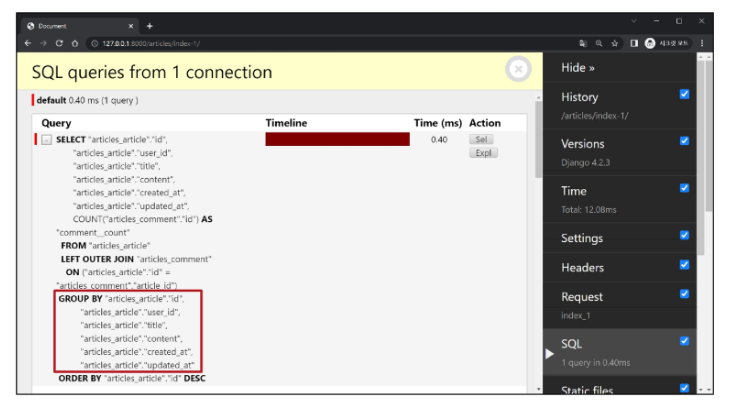 Document
127.0.0.1:8000/articles/index-1/
시크릿 모드
SQL queries from 1 connection
default 0.40 ms (1 query )
Query Timeline Time (ms) Action
SELECT "articles_article"."id", 0.40 Sel
"articles_article"."user_id", Expl
"articles_article"."title",
"articles_article"."content",
"articles_article"."created_at",
"articles_article"."updated_at",
COUNT("articles_comment"."id") AS
"comment__count"
FROM "articles_article"
LEFT OUTER JOIN "articles_comment"
ON ("articles_article"."id" =
"articles_comment"."article_id")
GROUP BY "articles_article"."id",
"articles_article"."user_id",
"articles_article"."title",
"articles_article"."content",
"articles_article"."created_at",
"articles_article"."updated_at"
ORDER BY "articles_article"."id" DESC
Hide »
History
/articles/index-1/
Versions
Django 4.2.3
Time
Total: 12.08ms
Settings
Headers
Request
index_1
SQL
1 query in 0.40ms
Static files